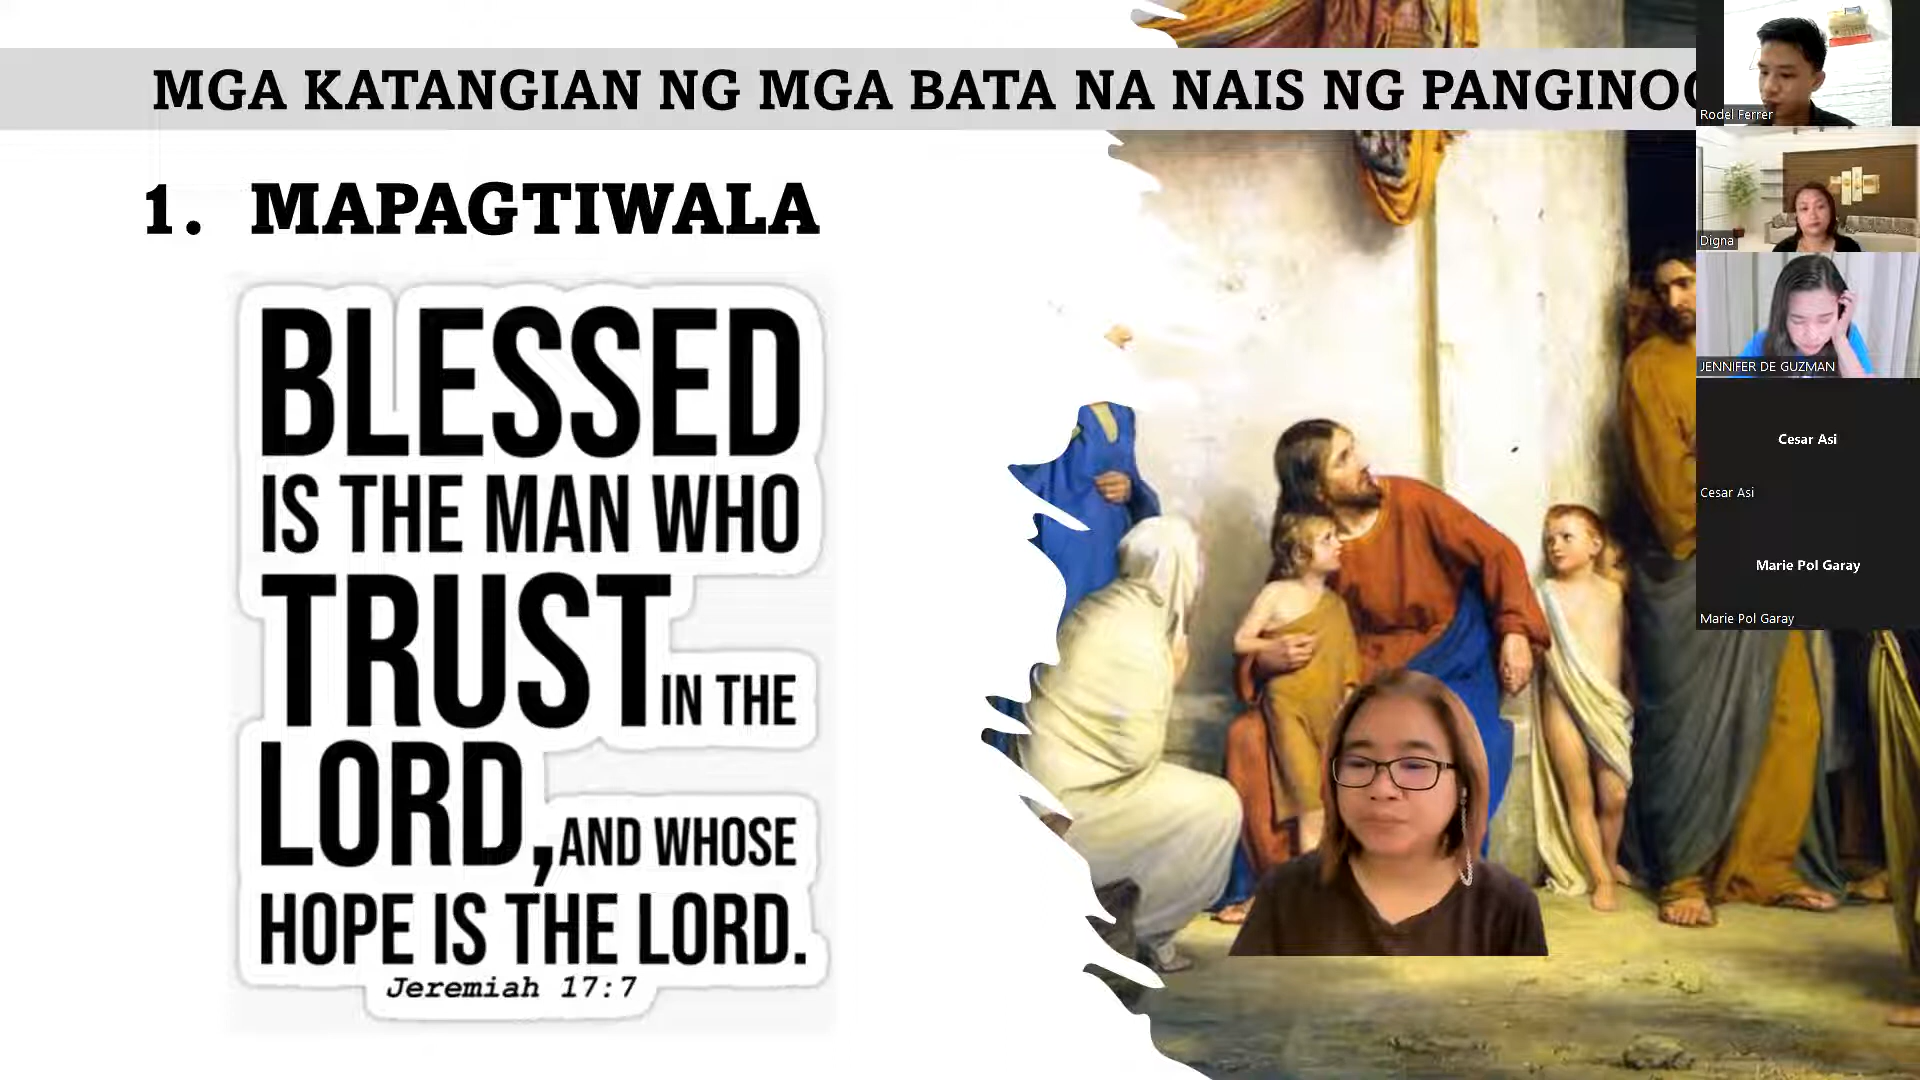 MGA KATANGIAN NG MGA BATA NA NAIS NG PANGINOO
1. MAPAGTIWALA
BLESSED
IS THE MAN WHO
TRUST IN THE
LORD, AND WHOSE
HOPE IS THE LORD.
Jeremiah 17:7
Rodel Ferrer
Digna
JENNIFER DE GUZMAN
Cesar Asi
Cesar Asi
Marie Pol Garay
Marie Pol Garay